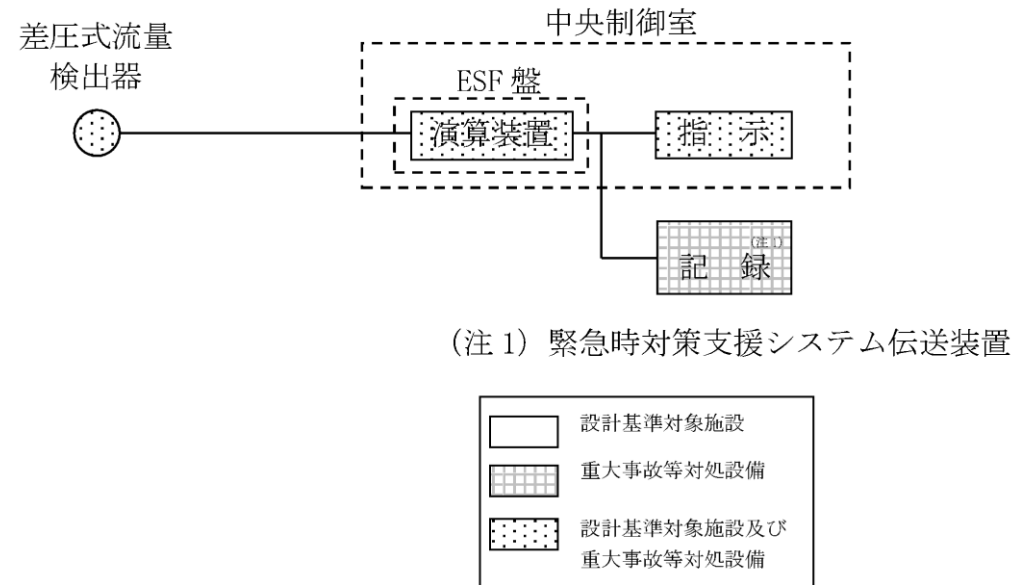 中央制御室
差圧式流量
検出器
ESF 盤
演算装置
指 示
(注 1)
記 録
(注 1) 緊急時対策支援システム伝送装置
設計基準対象施設
重大事故等対処設備
設計基準対象施設及び
重大事故等対処設備